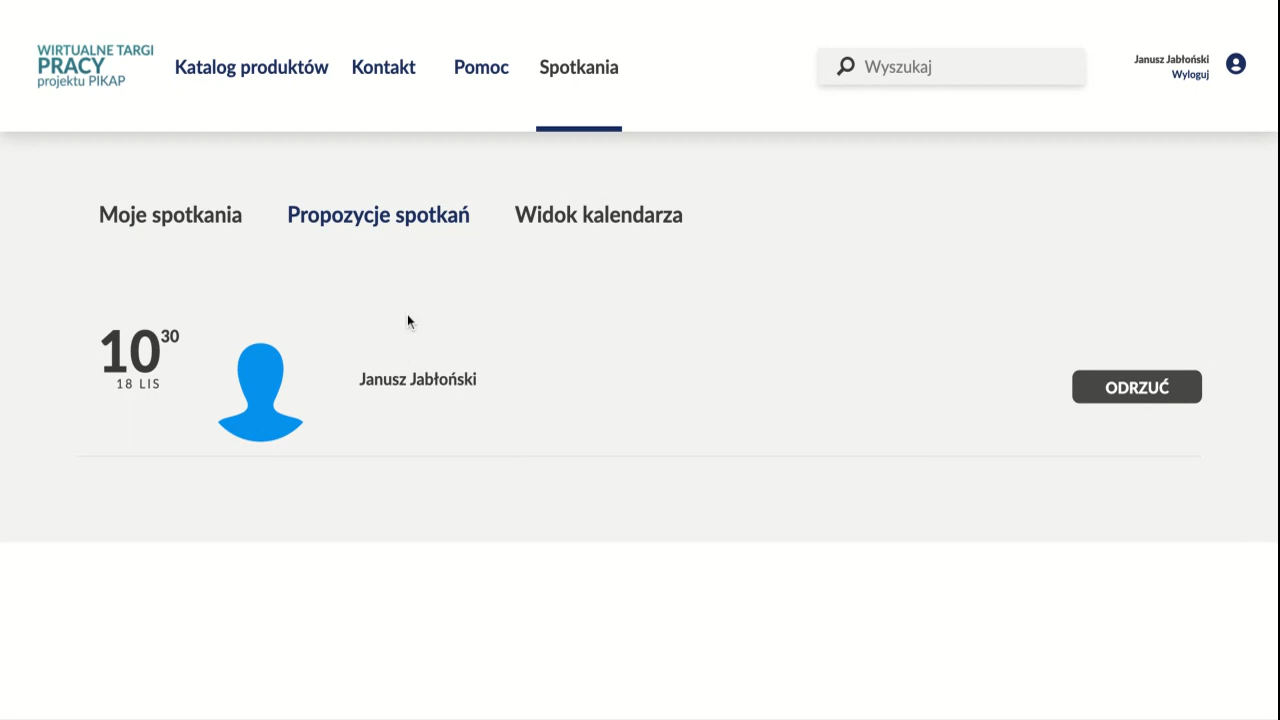 WIRTUALNE TARGI
PRACY
projektu PIKAP
Katalog produktów
Kontakt
Pomoc
Spotkania
Wyszukaj
Janusz Jabłoński
Wyloguj
Moje spotkania
Propozycje spotkań
Widok kalendarza
10 30
18 LIS
Janusz Jabłoński
ODRZUĆ